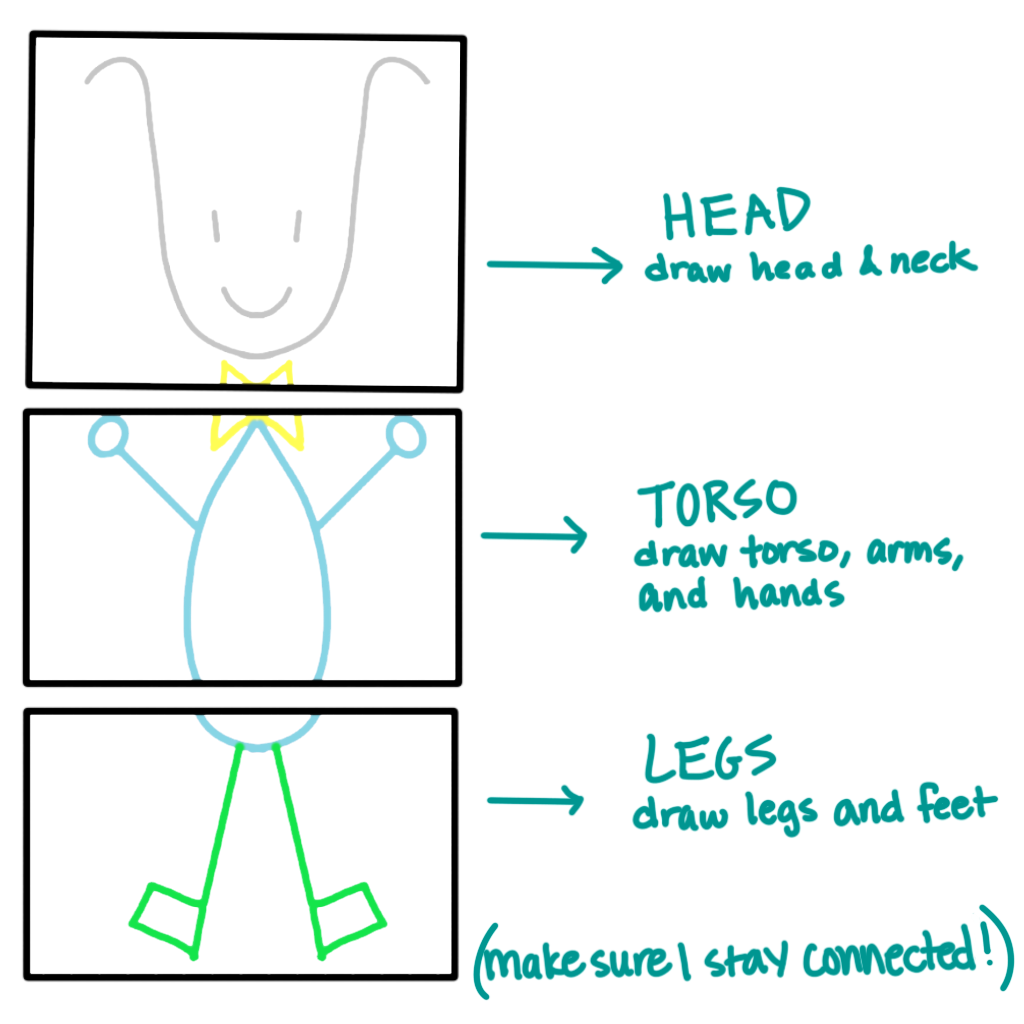 HEAD
draw head & neck
TORSO
draw torso, arms,
and hands
LEGS
draw legs and feet
(make sure I stay connected!)